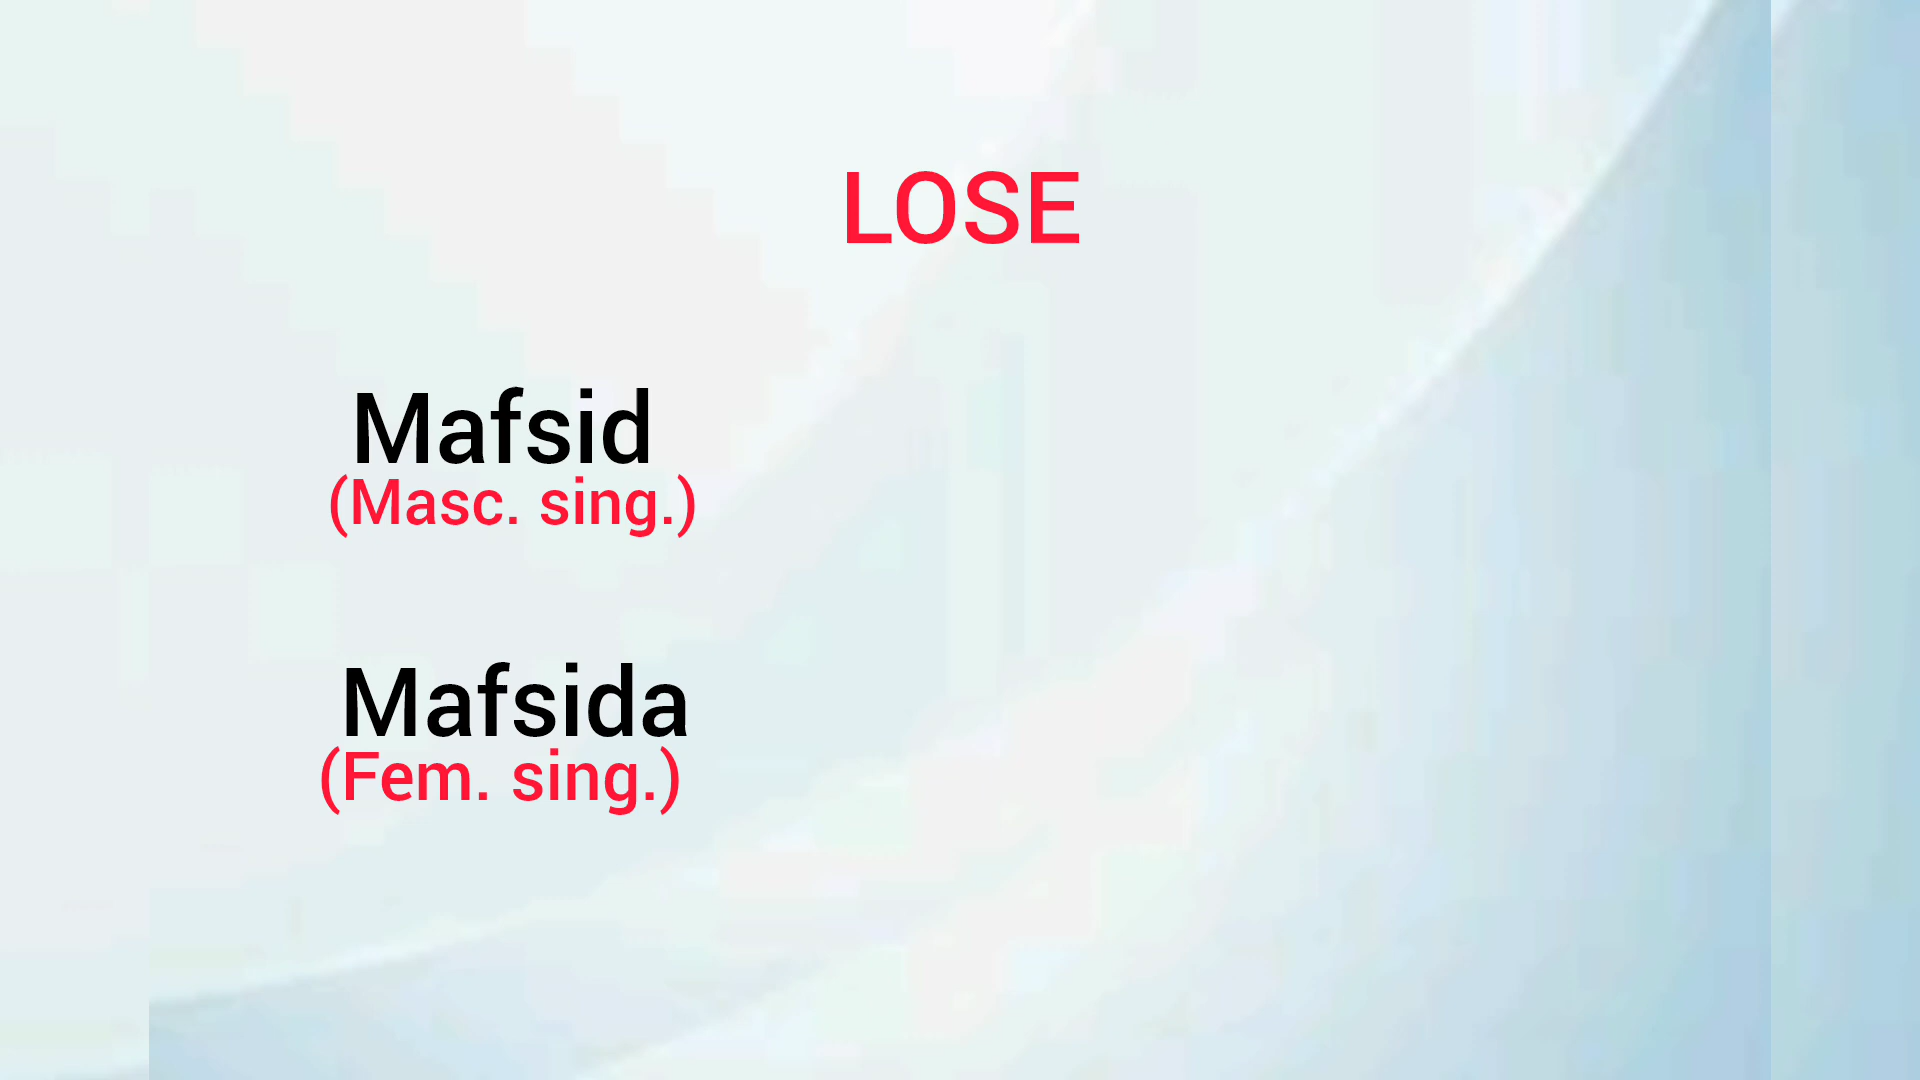 LOSE
Mafsid
(Masc. sing.)
Mafsida
(Fem. sing.)